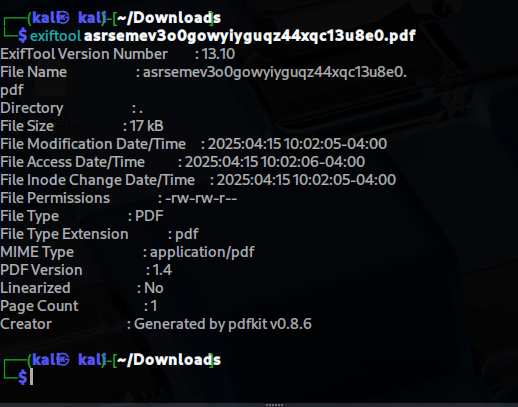 ┌──(kali㉿ kali)-[~/Downloads]
└─$ exiftool asrsemev3o0gowyiyguqz44xqc13u8e0.pdf
ExifTool Version Number : 13.10
File Name : asrsemev3o0gowyiyguqz44xqc13u8e0.
pdf
Directory : .
File Size : 17 kB
File Modification Date/Time : 2025:04:15 10:02:05-04:00
File Access Date/Time : 2025:04:15 10:02:06-04:00
File Inode Change Date/Time : 2025:04:15 10:02:05-04:00
File Permissions : -rw-rw-r--
File Type : PDF
File Type Extension : pdf
MIME Type : application/pdf
PDF Version : 1.4
Linearized : No
Page Count : 1
Creator : Generated by pdfkit v0.8.6
┌──(kali㉿ kali)-[~/Downloads]
└─$